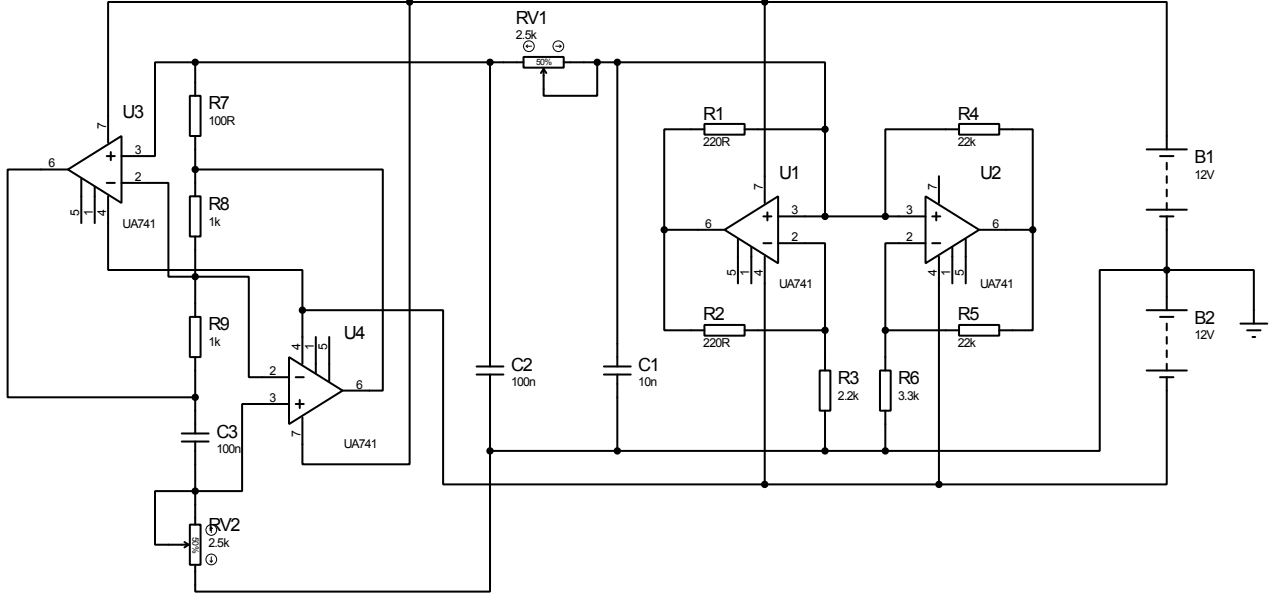 RV1
2.5k
50%
U3
7
6
3
2
5
1
4
UA741
R7
100R
R8
1k
R9
1k
U4
4
1
5
2
3
6
7
UA741
C3
100n
RV2
2.5k
50%
C2
100n
C1
10n
R1
220R
U1
7
6
3
2
5
1
4
UA741
R2
220R
R3
2.2k
R4
22k
U2
7
3
2
6
4
1
5
UA741
R5
22k
R6
3.3k
B1
12V
B2
12V